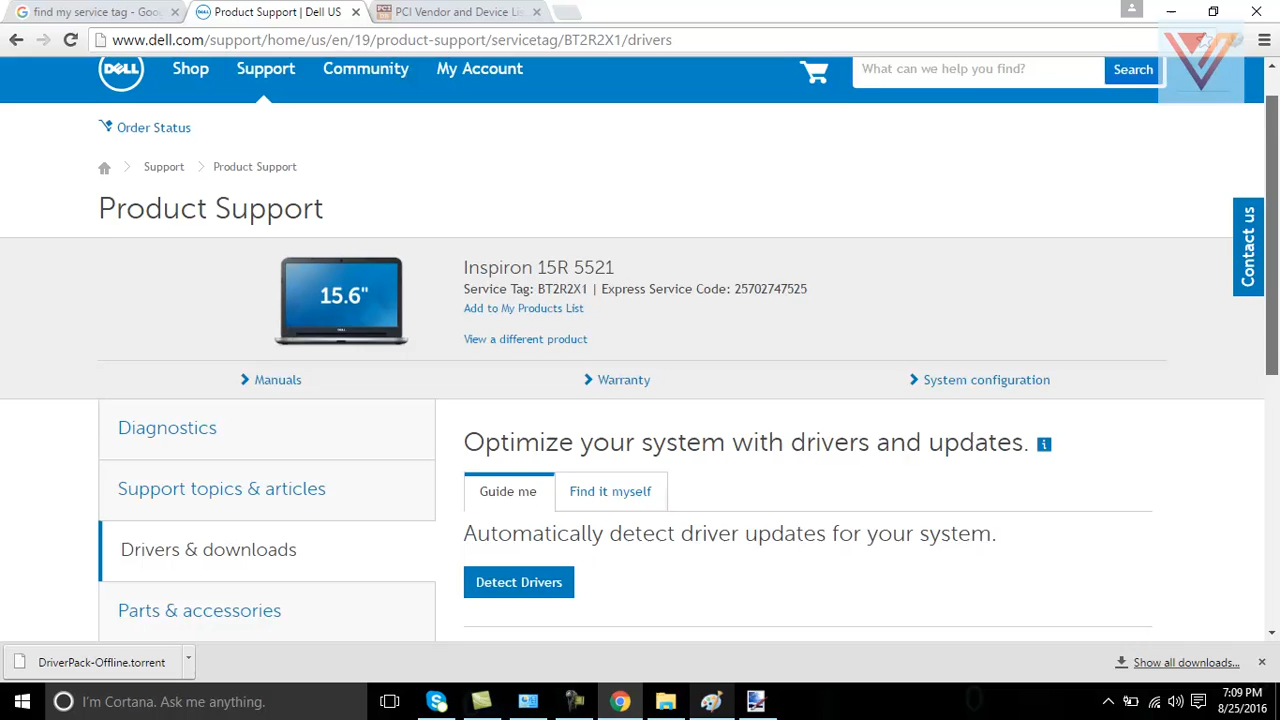 find my service tag - Goo
Product Support | Dell US
PCI Vendor and Device Lis
www.dell.com/support/home/us/en/19/product-support/servicetag/BT2R2X1/drivers
DELL
Shop
Support
Community
My Account
What can we help you find?
Search
Order Status
Support
Product Support
Product Support
Contact us
15.6"
DELL
Inspiron 15R 5521
Service Tag: BT2R2X1 | Express Service Code: 25702747525
Add to My Products List
View a different product
Manuals
Warranty
System configuration
Diagnostics
Support topics & articles
Drivers & downloads
Parts & accessories
Optimize your system with drivers and updates.
Guide me
Find it myself
Automatically detect driver updates for your system.
Detect Drivers
DriverPack-Offline.torrent
Show all downloads...
I'm Cortana. Ask me anything.
7:09 PM
8/25/2016